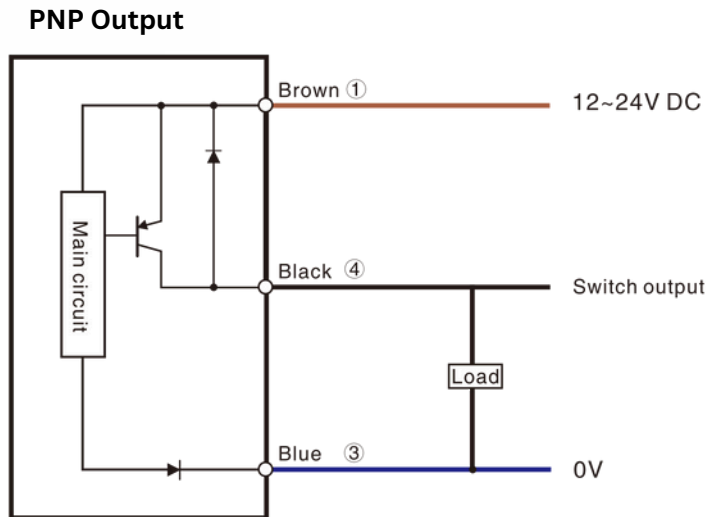 PNP Output
Brown ①
12~24V DC
Main circuit
Black ④
Switch output
Load
Blue ③
0V